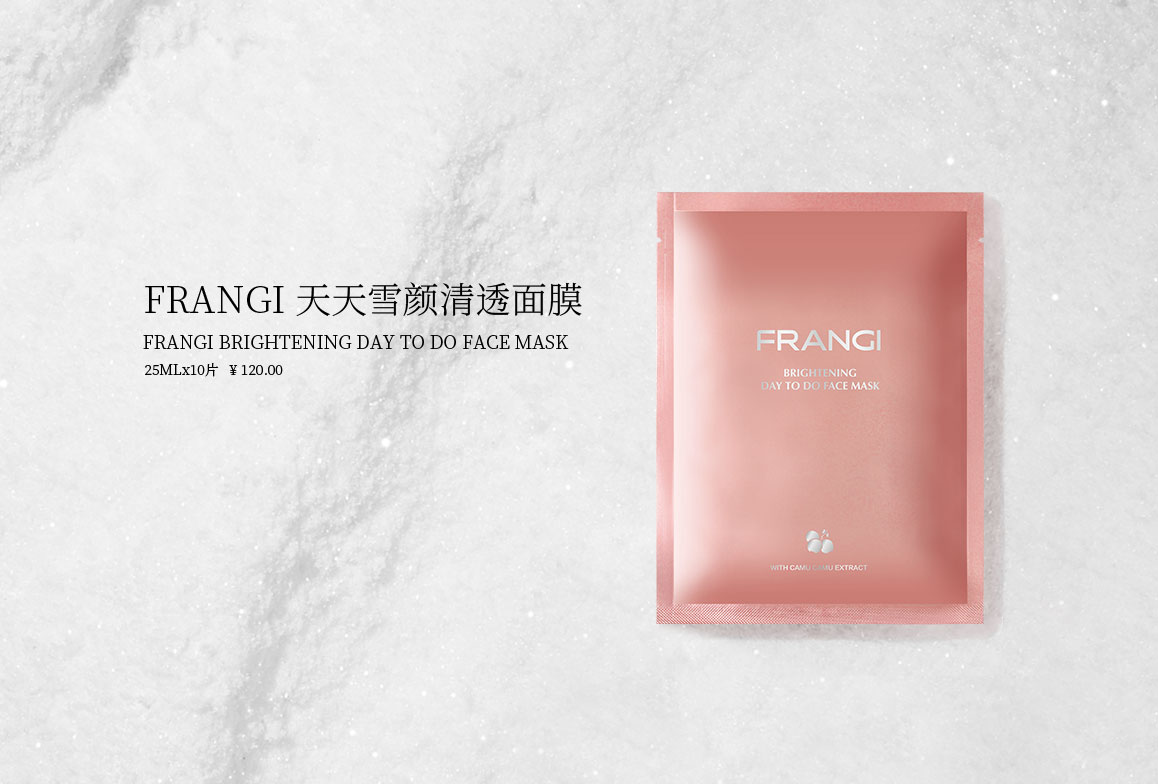 FRANGI 天天雪颜清透面膜
FRANGI BRIGHTENING DAY TO DO FACE MASK
25MLx10片 ¥ 120.00
FRANGI
BRIGHTENING
DAY TO DO FACE MASK
WITH CAMU CAMU EXTRACT